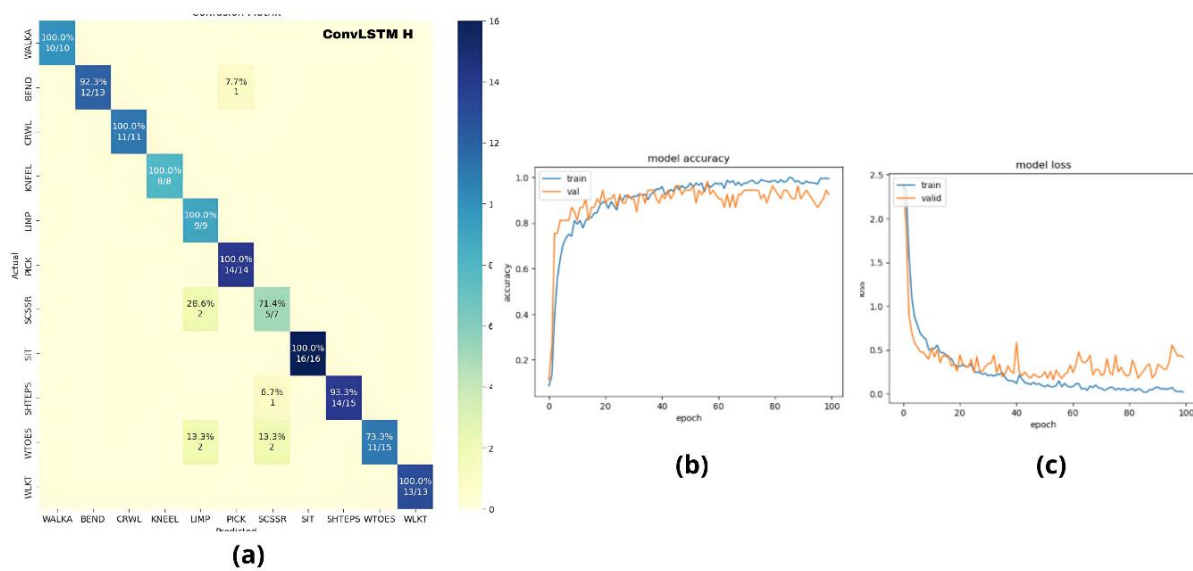 ConvLSTM H
WALKA
BEND
CRWL
KNEEL
LIMP
PICK
SCSSR
SIT
SHTEPS
WTOES
WLKT
Actual
100.0%
10/10
92.3%
12/13
7.7%
1
100.0%
11/11
100.0%
8/8
100.0%
9/9
100.0%
14/14
28.6%
2
71.4%
5/7
100.0%
16/16
6.7%
1
93.3%
14/15
13.3%
2
13.3%
2
73.3%
11/15
100.0%
13/13
WALKA BEND CRWL KNEEL LIMP PICK SCSSR SIT SHTEPS WTOES WLKT
16
14
12
4
2
0
(a)
model accuracy
train
val
1.0
0.8
0.6
0.4
0.2
accuracy
0 20 40 60 80 100
epoch
(b)
model loss
train
valid
2.5
2.0
1.5
1.0
0.5
0.0
loss
0 20 40 60 80 100
epoch
(c)